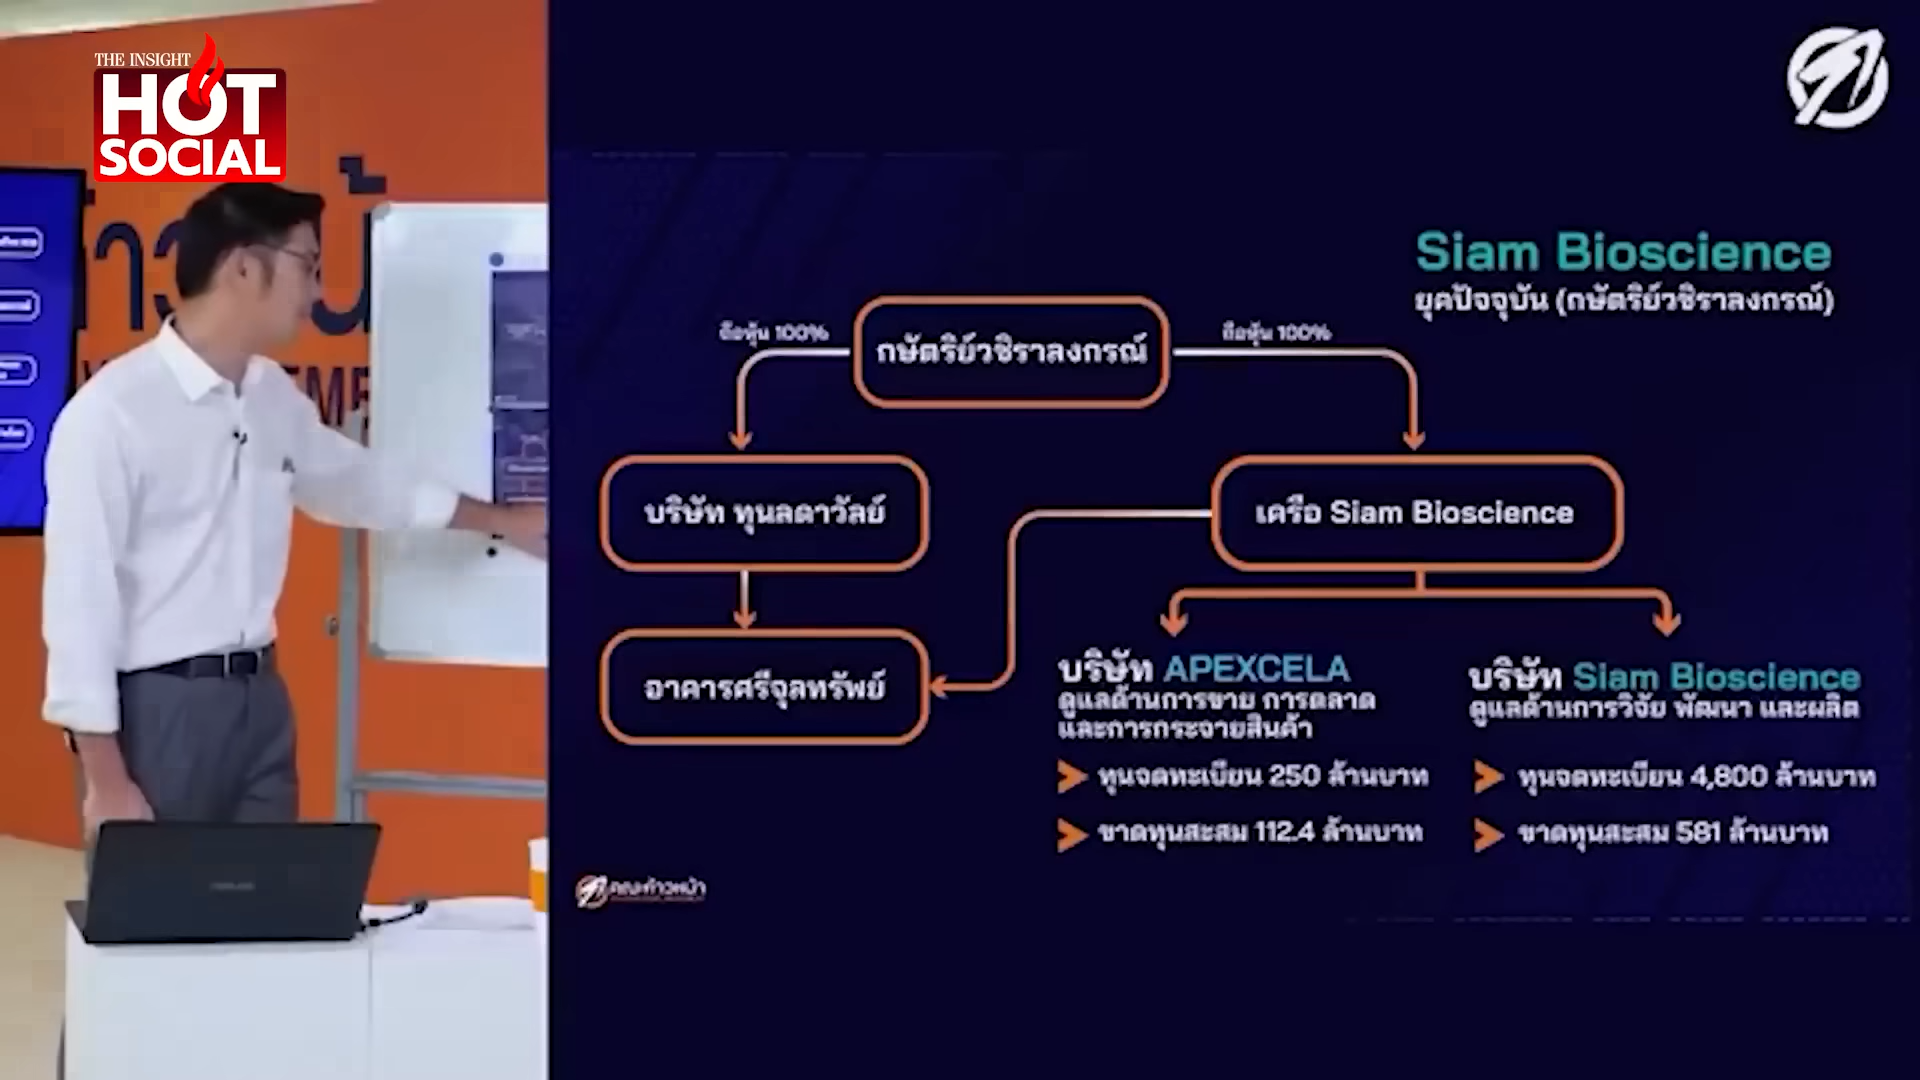 THE INSIGHT
HOT
SOCIAL
Siam Bioscience
ยุคปัจจุบัน (กษัตริย์วชิราลงกรณ์)
ถือหุ้น 100%
กษัตริย์วชิราลงกรณ์
ถือหุ้น 100%
บริษัท ทุนลดาวัลย์
เครือ Siam Bioscience
อาคารศรีจุลทรัพย์
บริษัท APEXCELA
ดูแลด้านการขาย การตลาด
และการกระจายสินค้า
ทุนจดทะเบียน 250 ล้านบาท
ขาดทุนสะสม 112.4 ล้านบาท
บริษัท Siam Bioscience
ดูแลด้านการวิจัย พัฒนา และผลิต
ทุนจดทะเบียน 4,800 ล้านบาท
ขาดทุนสะสม 581 ล้านบาท
คณะก้าวหน้า